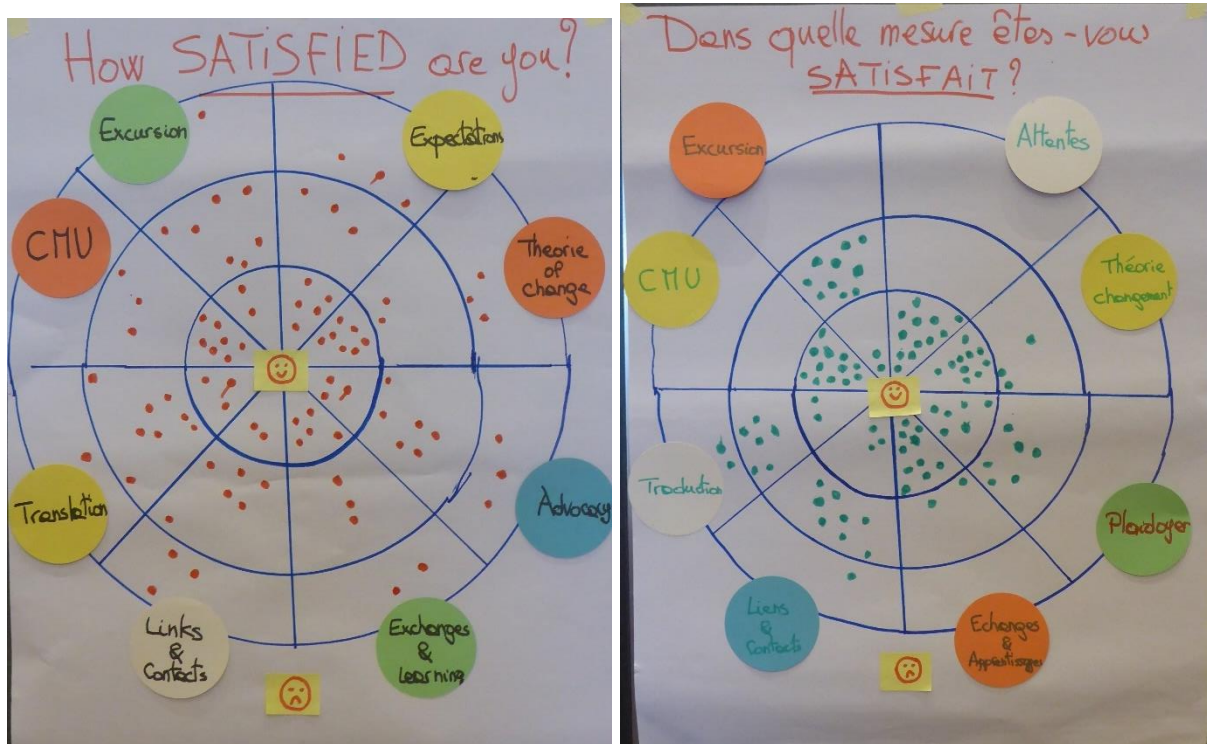 How SATiSFiED are you?
Excursion
Expectations
CMU
Theorie
of
change
Translation
Advocacy
Links
&
Contacts
Exchanges
&
Learning
Dans quelle mesure êtes-vous
SATiSFAiT?
Excursion
Attentes
CMU
Théorie
changement
Traduction
Plaidoyer
Liens
&
Contacts
Echanges
&
Apprentissages